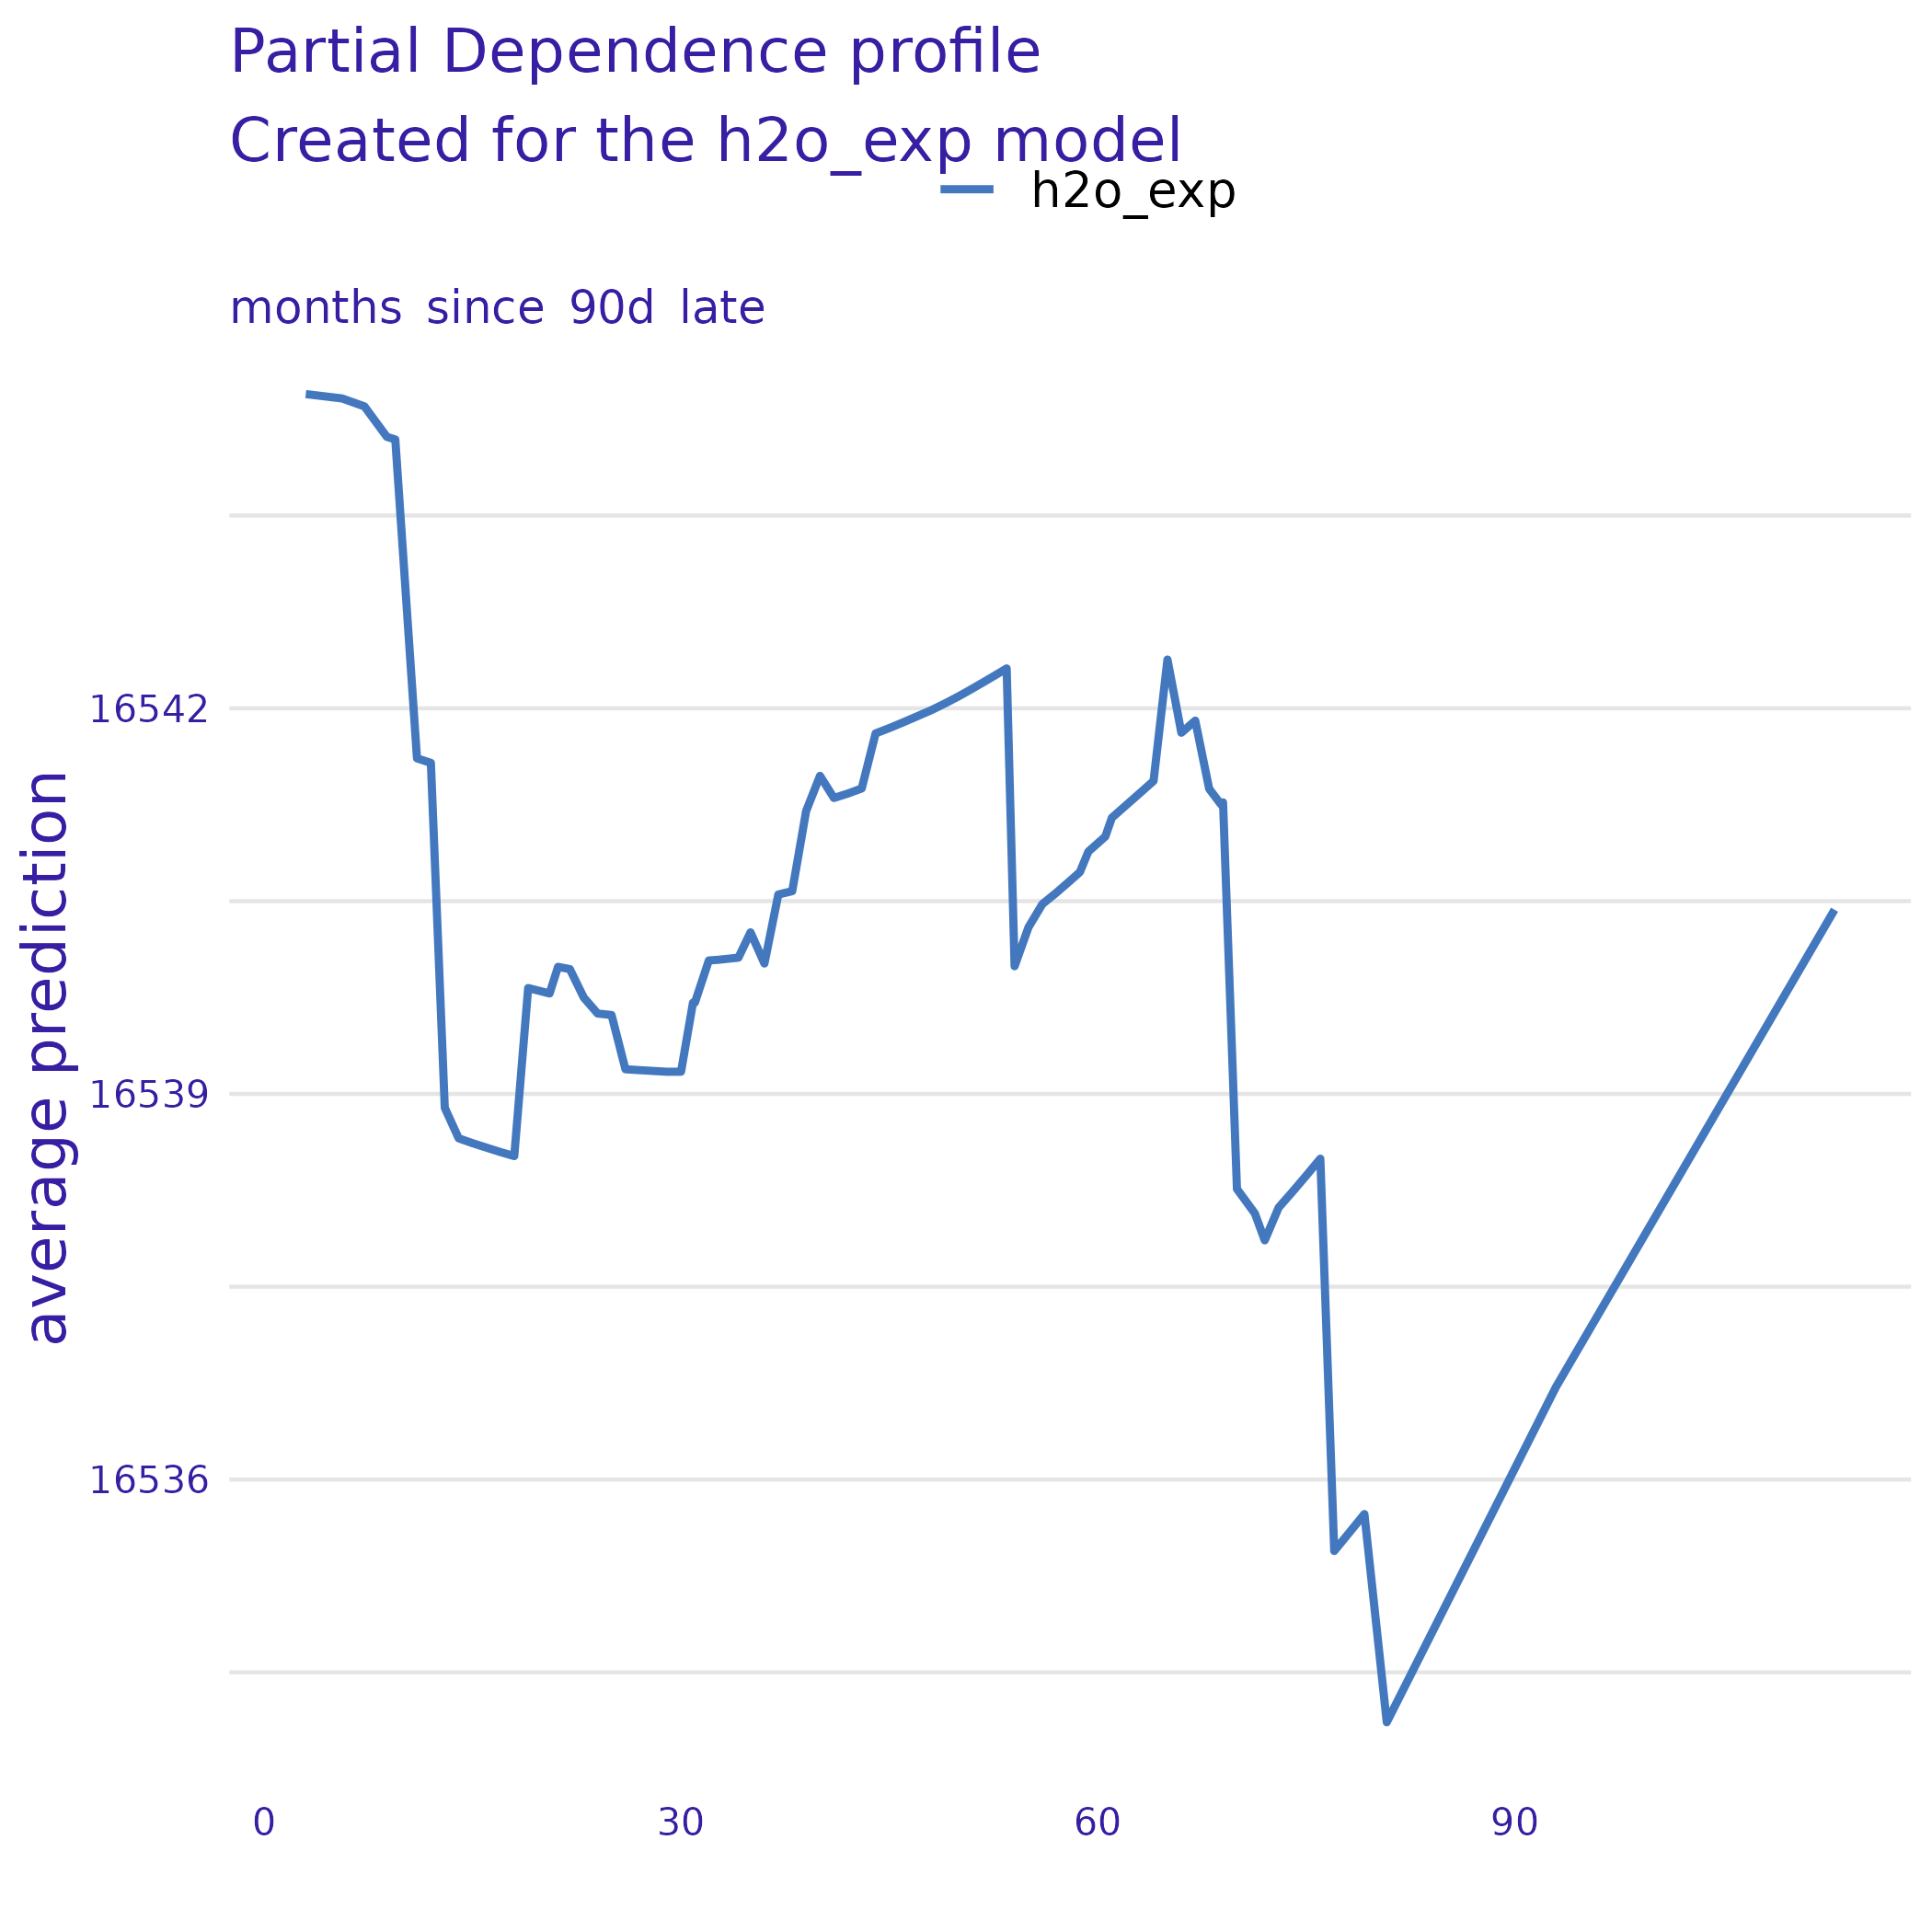 Partial Dependence profile
Created for the h2o_exp model
h2o_exp
months since 90d late
average prediction
16542
16539
16536
0 30 60 90